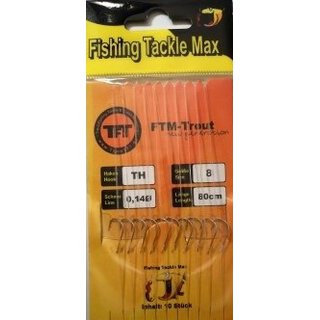 Fishing Tackle Max
TFT
FTM-Trout
Haken
Hook
TH
Größe
Size
8
Schnur
Line
0,14Ø
Länge
Length
80cm
Fishing Tackle Max
Inhalt: 10 Stück